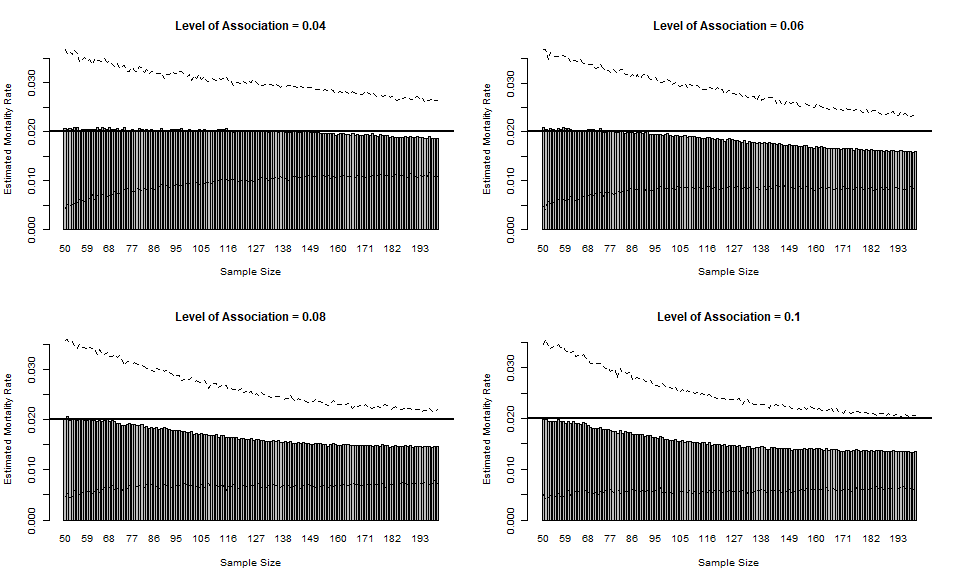 Level of Association = 0.04
Estimated Mortality Rate
0.030
0.020
0.010
0.000
50 59 68 77 86 95 105 116 127 138 149 160 171 182 193
Sample Size
Level of Association = 0.06
Estimated Mortality Rate
0.030
0.020
0.010
0.000
50 59 68 77 86 95 105 116 127 138 149 160 171 182 193
Sample Size
Level of Association = 0.08
Estimated Mortality Rate
0.030
0.020
0.010
0.000
50 59 68 77 86 95 105 116 127 138 149 160 171 182 193
Sample Size
Level of Association = 0.1
Estimated Mortality Rate
0.030
0.020
0.010
0.000
50 59 68 77 86 95 105 116 127 138 149 160 171 182 193
Sample Size